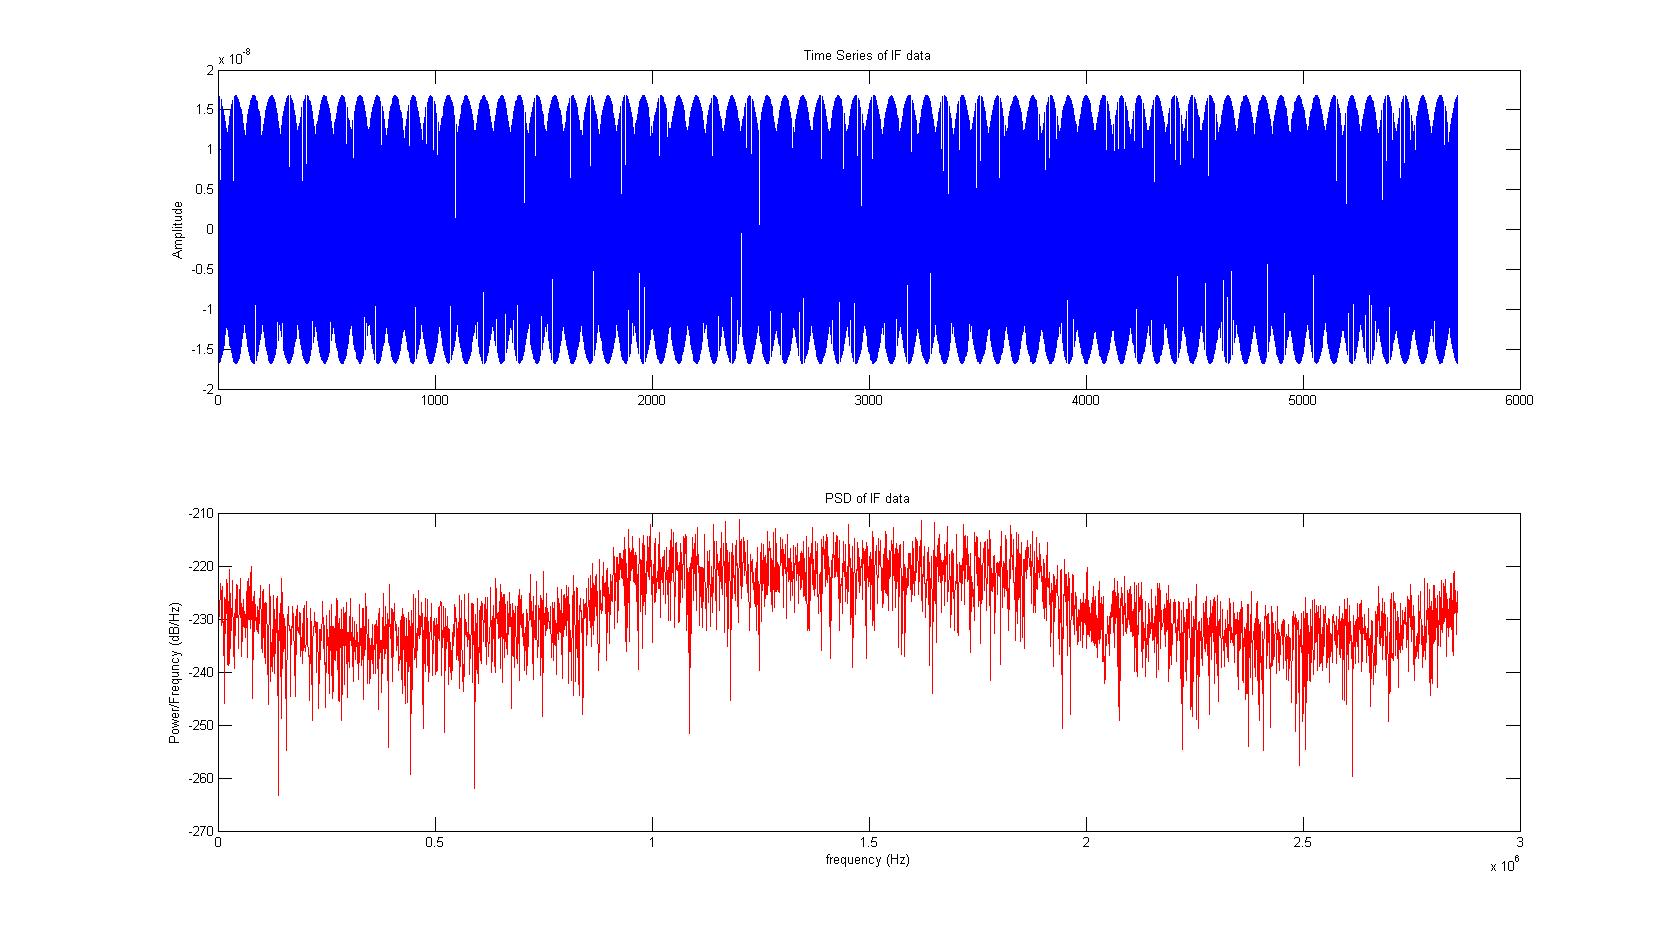 Time Series of IF data
x 10^-8
2
1.5
1
0.5
0
-0.5
-1
-1.5
-2
Amplitude
0 1000 2000 3000 4000 5000 6000
PSD of IF data
-210
-220
-230
-240
-250
-260
-270
Power/Frequncy (dB/Hz)
0 0.5 1 1.5 2 2.5 3
frequency (Hz)
x 10^6